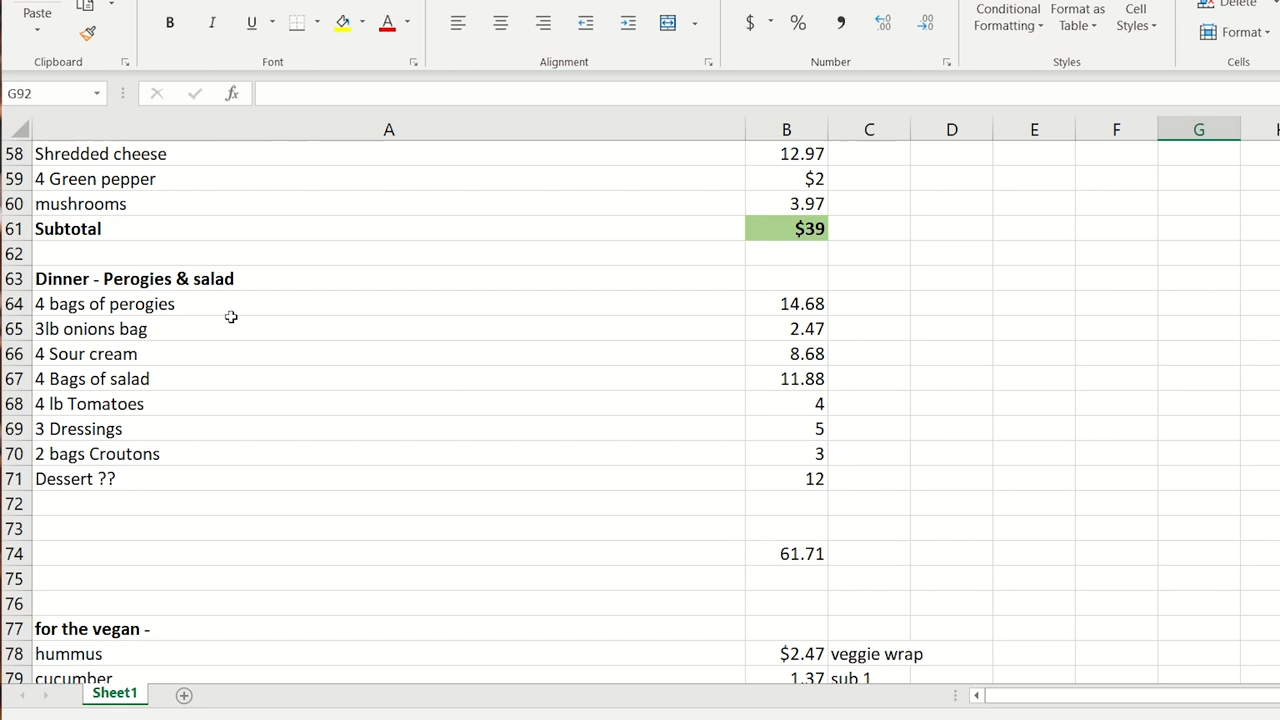 Paste
Conditional Formatting
Format as Table
Cell Styles
Delete
Format
B I U A $ % ,
Clipboard Font Alignment Number Styles Cells
G92 fx
A B C D E F G H
58 Shredded cheese 12.97
59 4 Green pepper $2
60 mushrooms 3.97
61 Subtotal $39
62
63 Dinner - Perogies & salad
64 4 bags of perogies 14.68
65 3lb onions bag 2.47
66 4 Sour cream 8.68
67 4 Bags of salad 11.88
68 4 lb Tomatoes 4
69 3 Dressings 5
70 2 bags Croutons 3
71 Dessert ?? 12
72
73
74 61.71
75
76
77 for the vegan -
78 hummus $2.47 veggie wrap
79 cucumber 1.37 sub 1
Sheet1